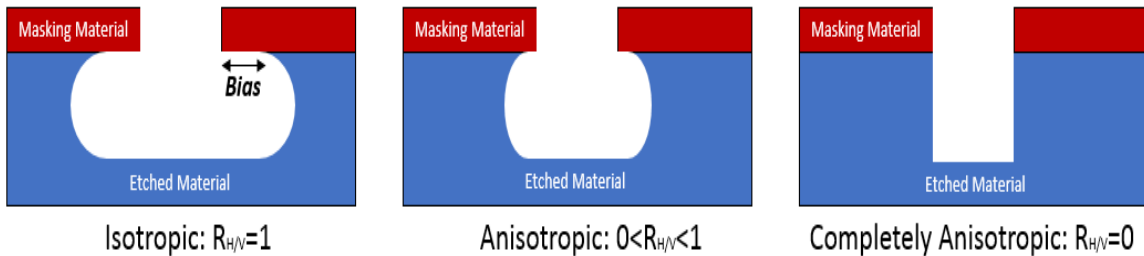 Masking Material
Masking Material
Masking Material
Bias
Etched Material
Etched Material
Etched Material
Isotropic: RH/V=1
Anisotropic: 0<RH/V<1
Completely Anisotropic: RH/V=0